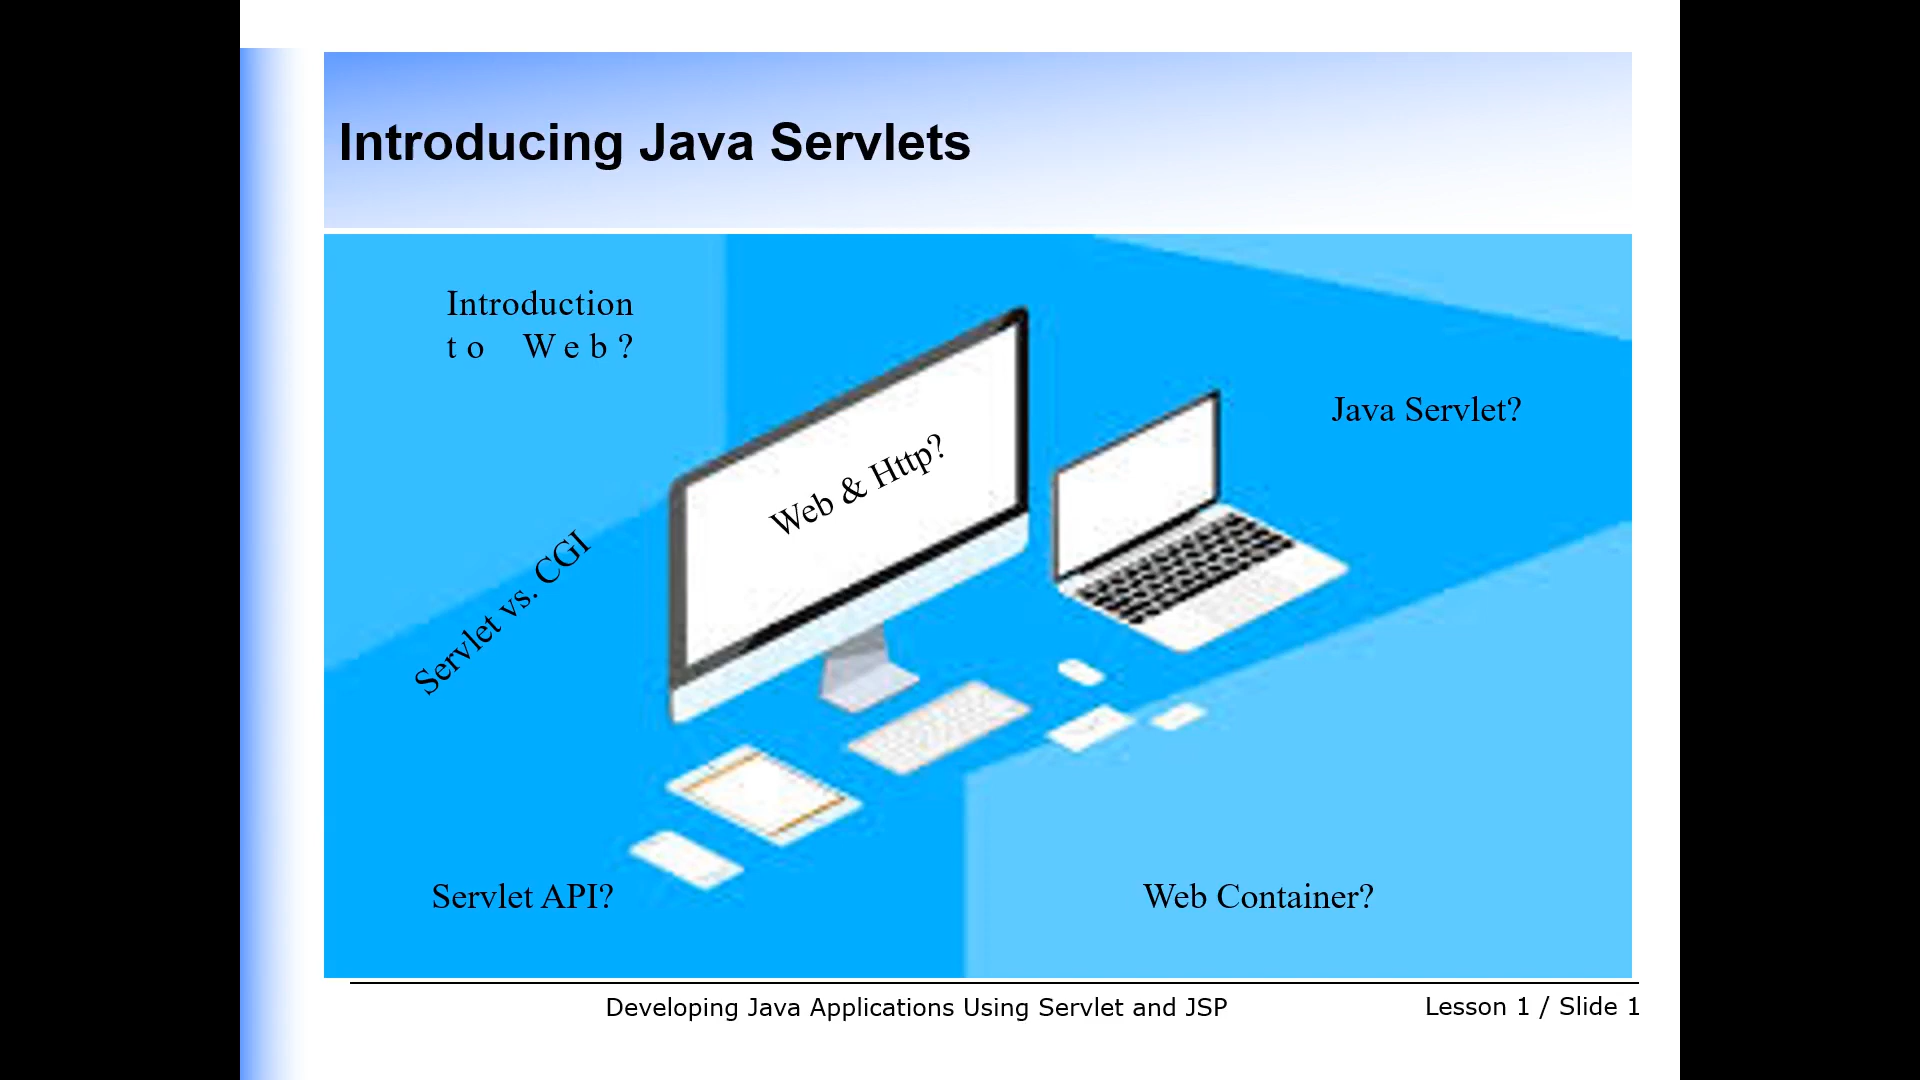 Introducing Java Servlets
Introduction
to Web?
Java Servlet?
Web & Http?
Servlet vs. CGI
Servlet API?
Web Container?
Developing Java Applications Using Servlet and JSP
Lesson 1 / Slide 1